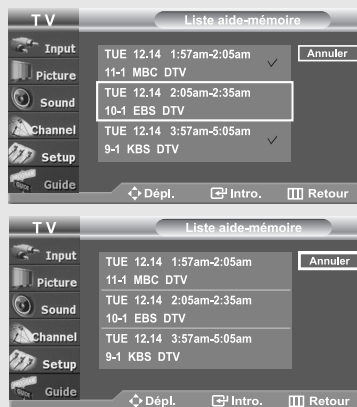 TV
Liste aide-mémoire
Input
Picture
Sound
Channel
Setup
Guide
TUE 12.14 1:57am-2:05am
11-1 MBC DTV
TUE 12.14 2:05am-2:35am
10-1 EBS DTV
TUE 12.14 3:57am-5:05am
9-1 KBS DTV
Annuler
Dépl.
Intro.
Retour
TV
Liste aide-mémoire
Input
Picture
Sound
Channel
Setup
Guide
TUE 12.14 1:57am-2:05am
11-1 MBC DTV
TUE 12.14 2:05am-2:35am
10-1 EBS DTV
TUE 12.14 3:57am-5:05am
9-1 KBS DTV
Annuler
Dépl.
Intro.
Retour